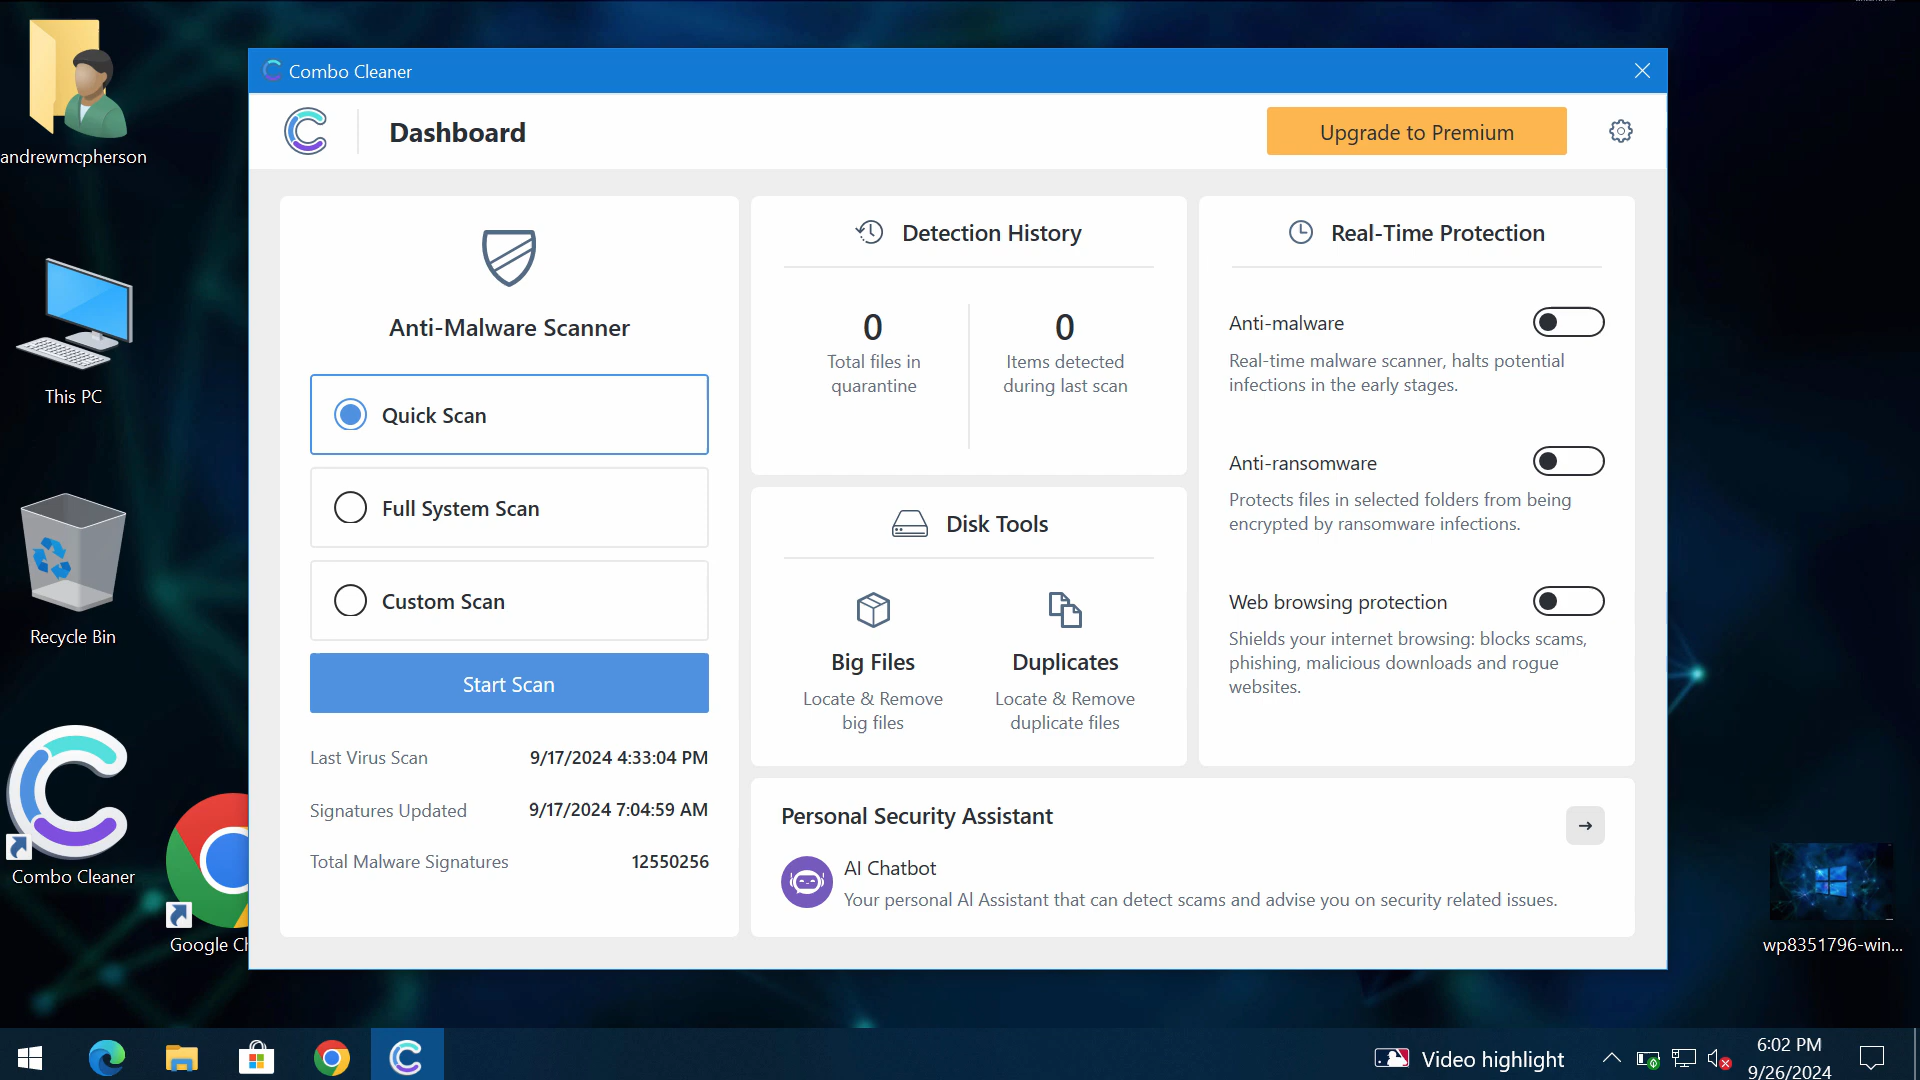 andrewmcpherson
This PC
Recycle Bin
Combo Cleaner
Google Ch
Combo Cleaner
Dashboard
Upgrade to Premium
Anti-Malware Scanner
Quick Scan
Full System Scan
Custom Scan
Start Scan
Last Virus Scan 9/17/2024 4:33:04 PM
Signatures Updated 9/17/2024 7:04:59 AM
Total Malware Signatures 12550256
Detection History
0
Total files in
quarantine
0
Items detected
during last scan
Disk Tools
Big Files
Locate & Remove
big files
Duplicates
Locate & Remove
duplicate files
Real-Time Protection
Anti-malware
Real-time malware scanner, halts potential
infections in the early stages.
Anti-ransomware
Protects files in selected folders from being
encrypted by ransomware infections.
Web browsing protection
Shields your internet browsing: blocks scams,
phishing, malicious downloads and rogue
websites.
Personal Security Assistant
AI Chatbot
Your personal AI Assistant that can detect scams and advise you on security related issues.
wp8351796-win...
Video highlight
6:02 PM
9/26/2024